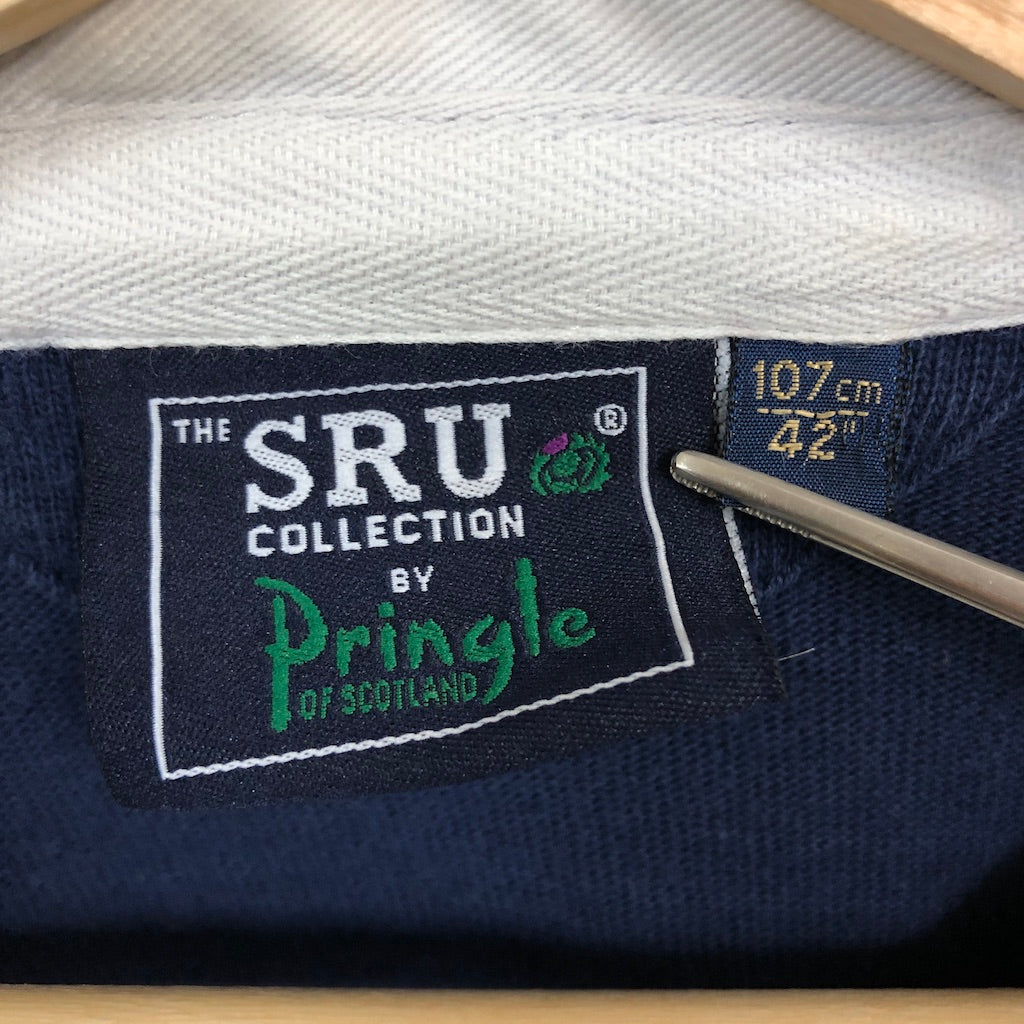 THE SRU ®
COLLECTION
BY
Pringle
OF SCOTLAND
107cm
42"